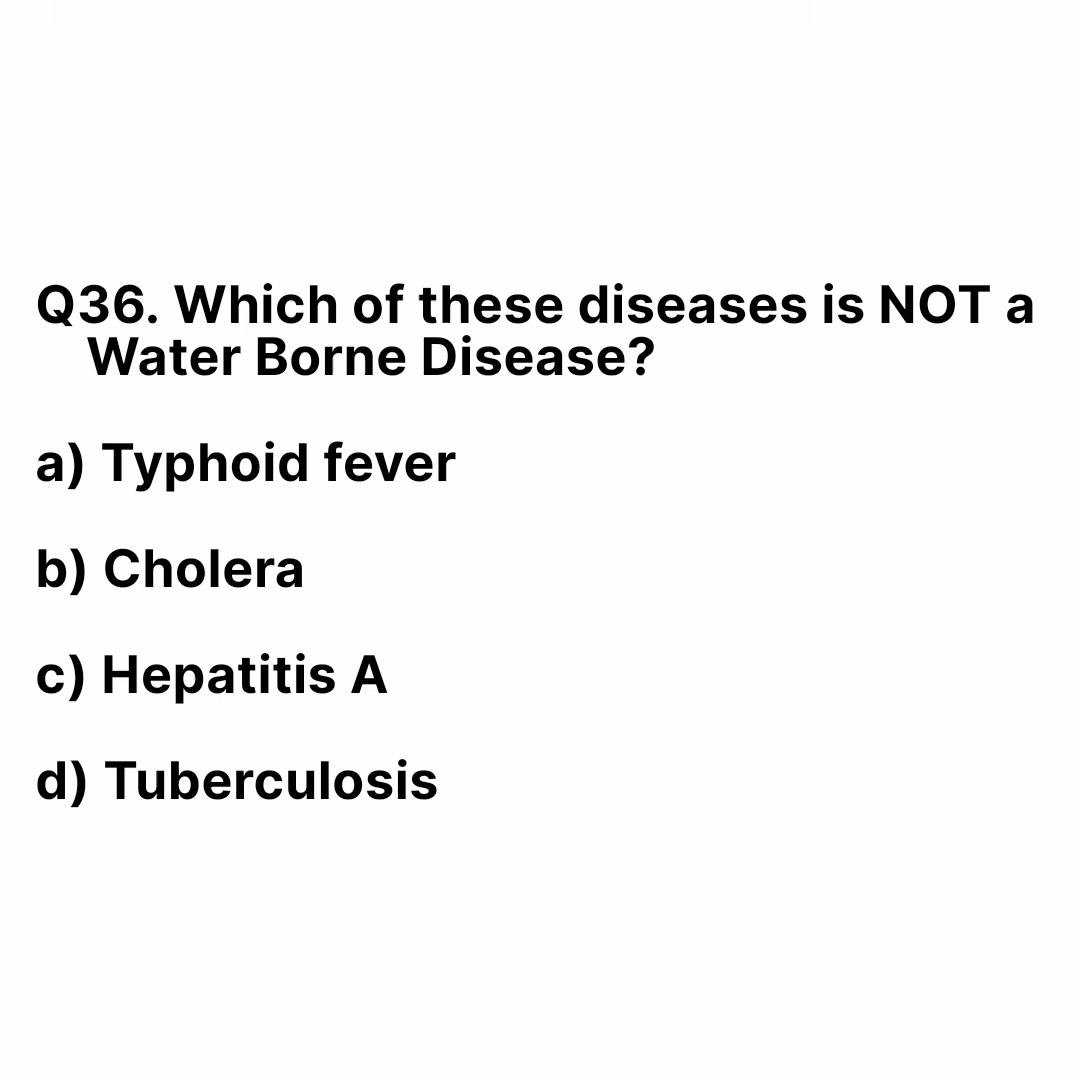 Q36. Which of these diseases is NOT a
Water Borne Disease?
a) Typhoid fever
b) Cholera
c) Hepatitis A
d) Tuberculosis